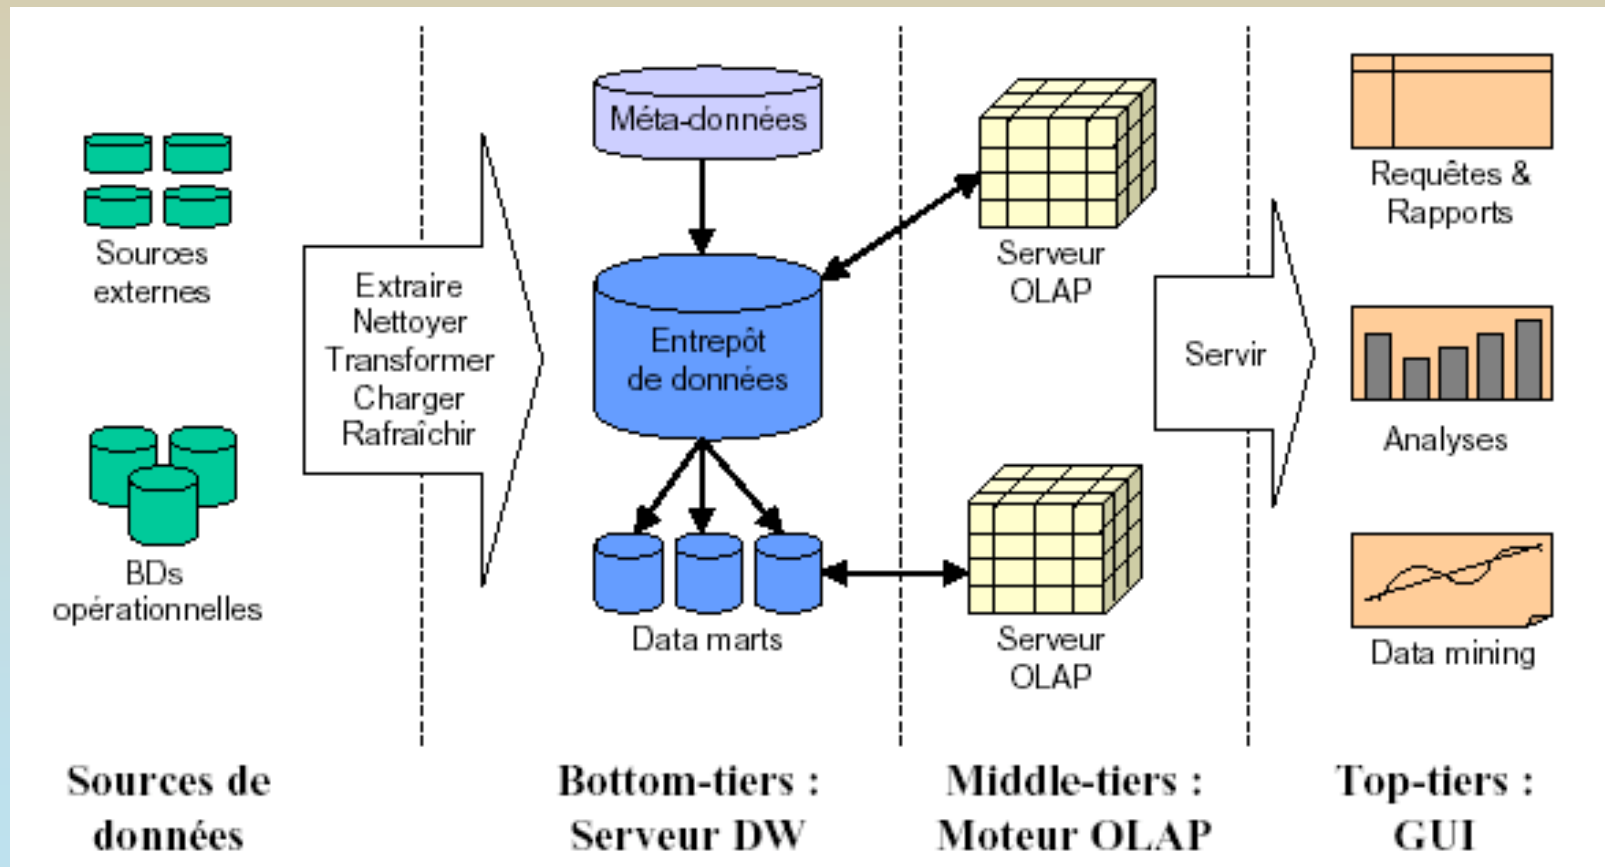 Sources
externes
BDs
opérationnelles
Extraire
Nettoyer
Transformer
Charger
Rafraîchir
Méta-données
Entrepôt
de données
Data marts
Serveur
OLAP
Serveur
OLAP
Servir
Requêtes &
Rapports
Analyses
Data mining
Sources de
données
Bottom-tiers :
Serveur DW
Middle-tiers :
Moteur OLAP
Top-tiers :
GUI